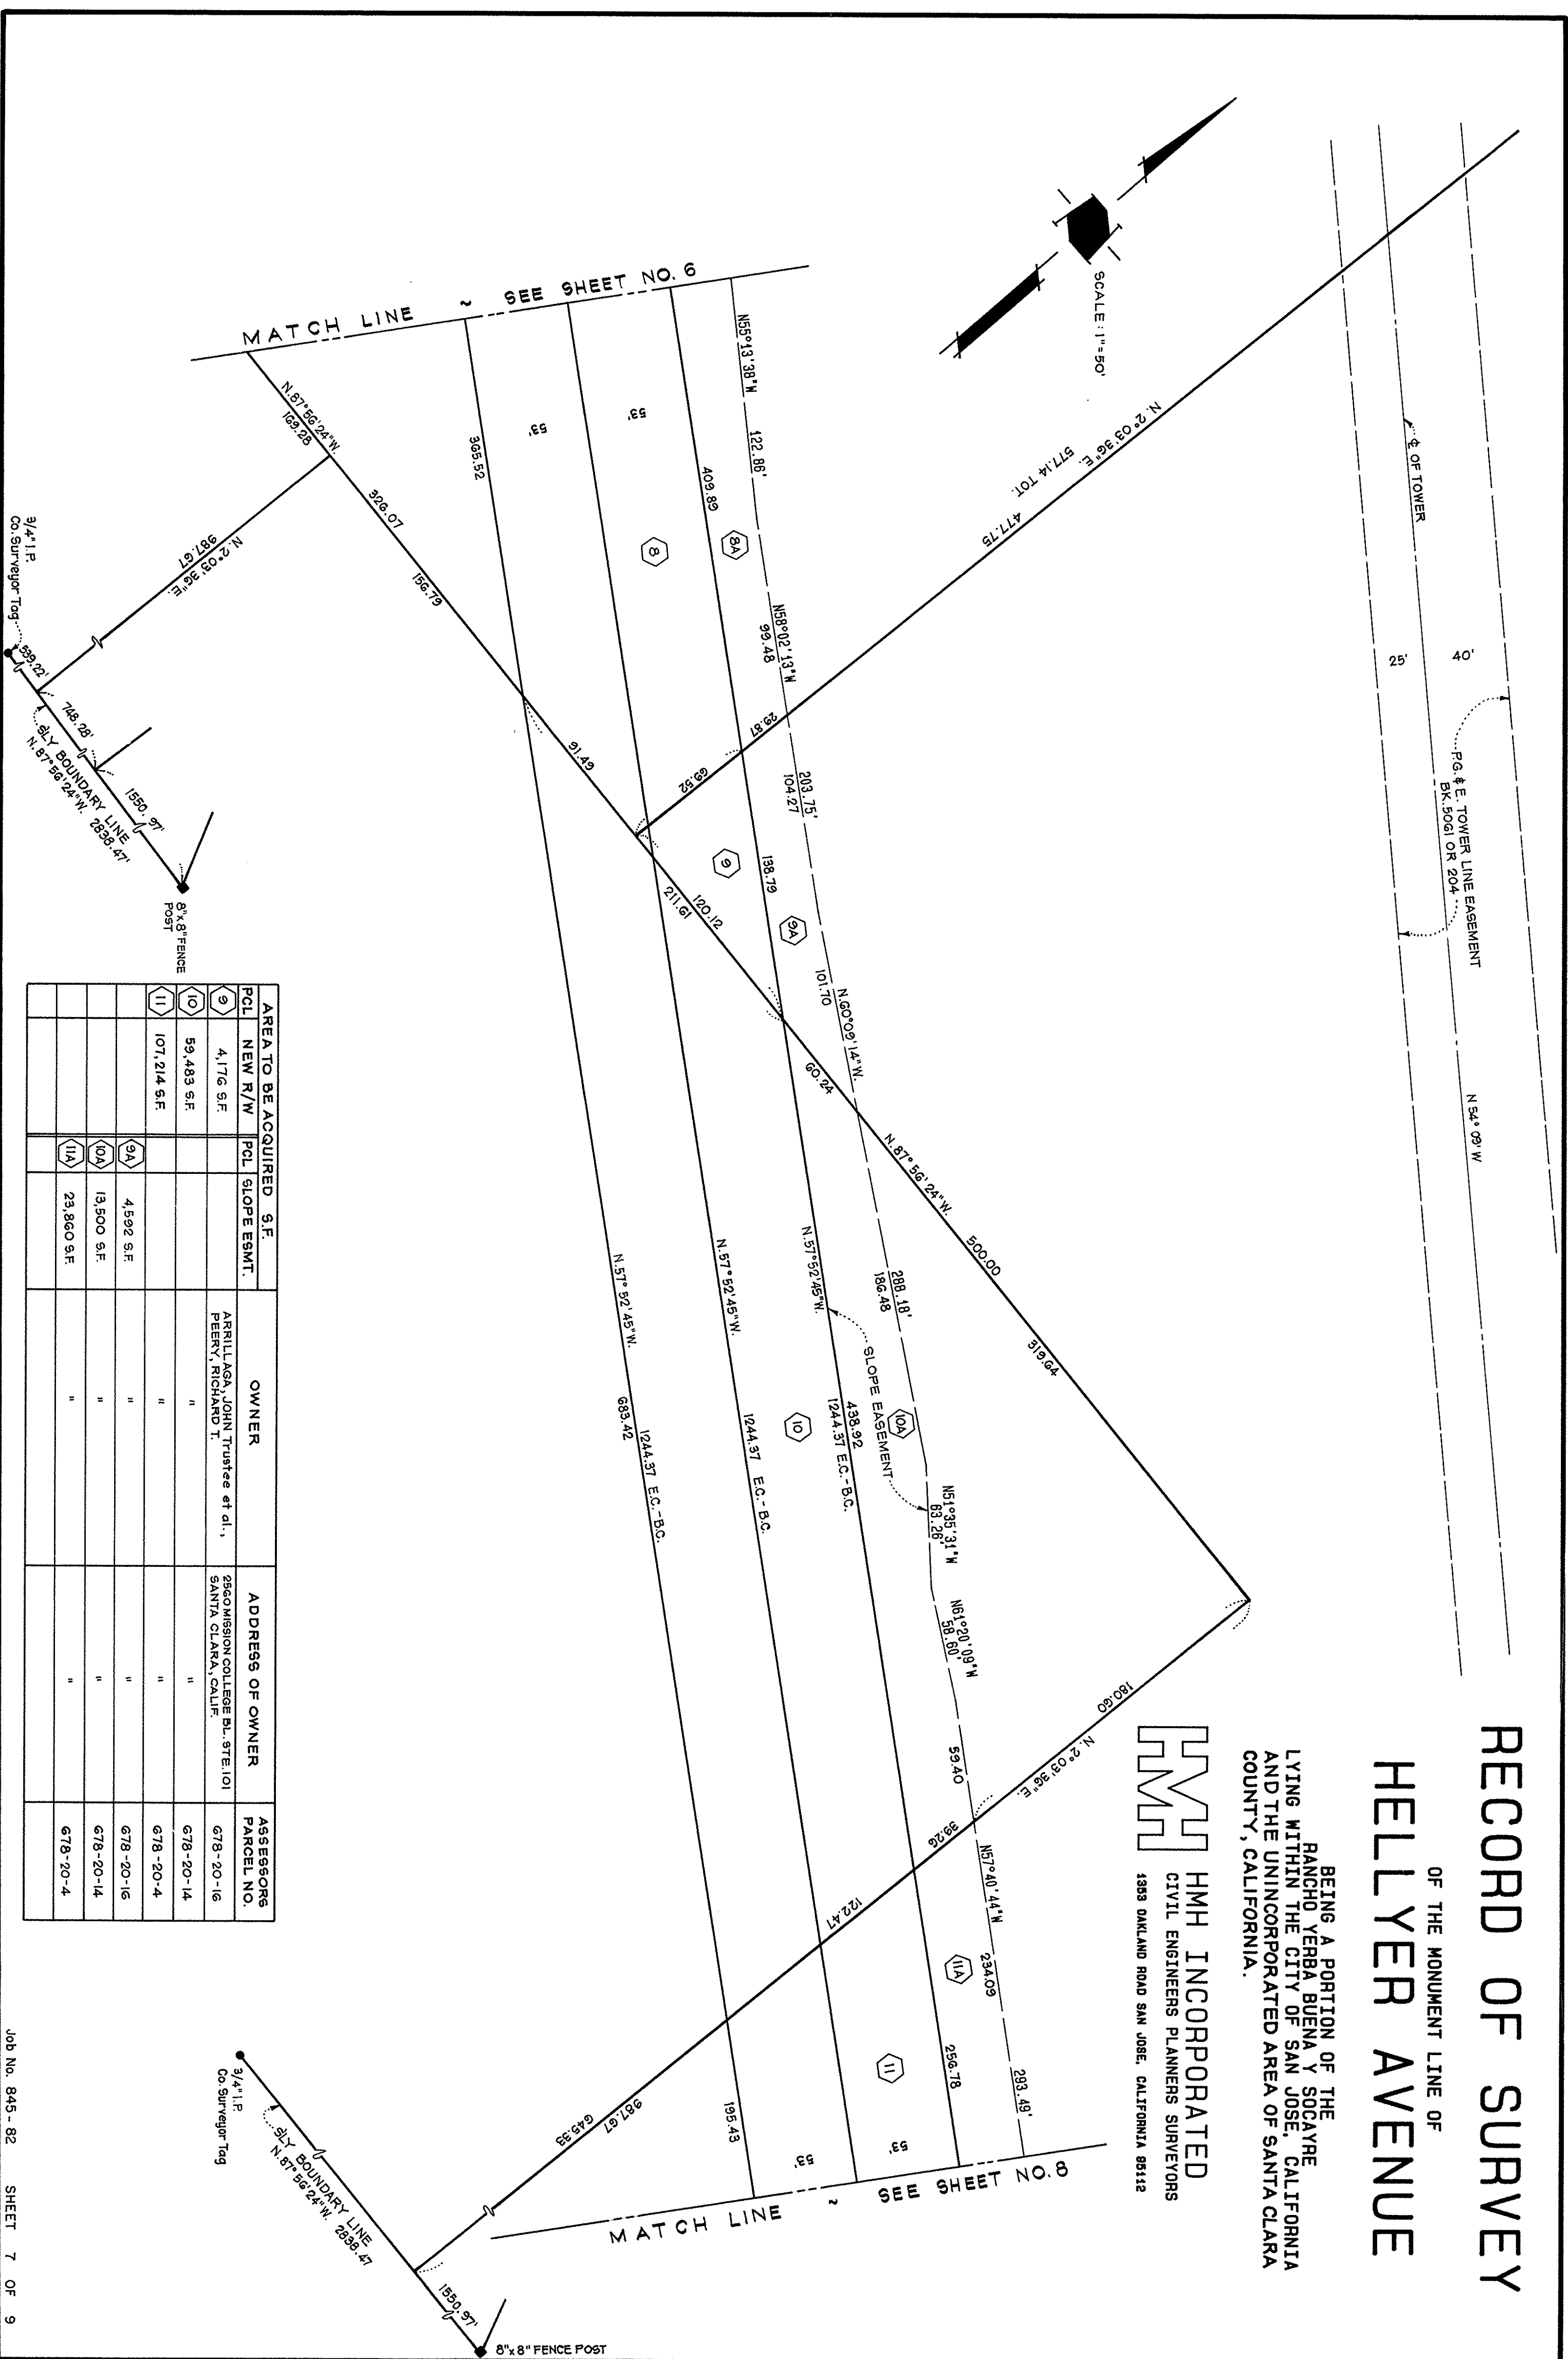 RECORD OF SURVEY
OF THE MONUMENT LINE OF
HELLYER AVENUE
BEING A PORTION OF THE
RANCHO YERBA BUENA Y SOCAYRE
LYING WITHIN THE CITY OF SAN JOSE, CALIFORNIA
AND THE UNINCORPORATED AREA OF SANTA CLARA
COUNTY, CALIFORNIA.
HMH
HMH INCORPORATED
CIVIL ENGINEERS PLANNERS SURVEYORS
1353 OAKLAND ROAD SAN JOSE, CALIFORNIA 95112
SCALE : 1" = 50'
℄ OF TOWER
25'
40'
P.G. & E. TOWER LINE EASEMENT
BK. 5061 OR 204
N 54° 09' W
N. 2° 03' 36" E.
577.14 TOT.
477.75
MATCH LINE ~ SEE SHEET NO. 6
N55°13'38"W
122.86'
53'
53'
409.89
365.52
8
8A
N58°02'13"W
99.48
29.87
69.52
203.75'
104.27
N. 87° 56' 24" W.
169.28
326.07
156.79
91.49
9
9A
138.79
211.61
120.12
101.70
N. 60° 09' 14" W.
60.24
N. 87° 56' 24" W.
500.00
319.64
288.18'
186.48
N. 57° 52' 45" W.
N. 57° 52' 45" W.
N. 57° 52' 45" W.
SLOPE EASEMENT
10
10A
438.92
1244.37 E.C. - B.C.
1244.37 E.C. - B.C.
1244.37 E.C. - B.C.
683.42
N51°35'31"W
63.26'
N61°20'09"W
58.60'
180.60
N. 2° 03' 36" E.
59.40
39.26
N57°40'44"W
234.09
293.49'
11
11A
122.47
256.78
195.43
53'
53'
987.67
645.33
MATCH LINE ~ SEE SHEET NO. 8
N. 2° 03' 36" E.
987.67
3/4" I.P.
Co. Surveyor Tag
539.22'
748.28'
1550.97'
SLY BOUNDARY LINE
N. 87° 56' 24" W. 2838.47'
8" x 8" FENCE
POST
3/4" I.P.
Co. Surveyor Tag
SLY BOUNDARY LINE
N. 87° 56' 24" W. 2838.47
1550.97'
8" x 8" FENCE POST
AREA TO BE ACQUIRED S.F. OWNER ADDRESS OF OWNER ASSESSORS PARCEL NO.
PCL NEW R/W PCL SLOPE ESMT.
9 4,176 S.F. ARRILLAGA, JOHN Trustee et al., PEERY, RICHARD T. 2560 MISSION COLLEGE BL. STE. 101 SANTA CLARA, CALIF. 678-20-16
10 59,483 S.F. " " 678-20-14
11 107,214 S.F. " " 678-20-4
9A 4,592 S.F. " " 678-20-16
10A 13,500 S.F. " " 678-20-14
11A 23,860 S.F. " " 678-20-4
Job No. 845 - 82 SHEET 7 OF 9